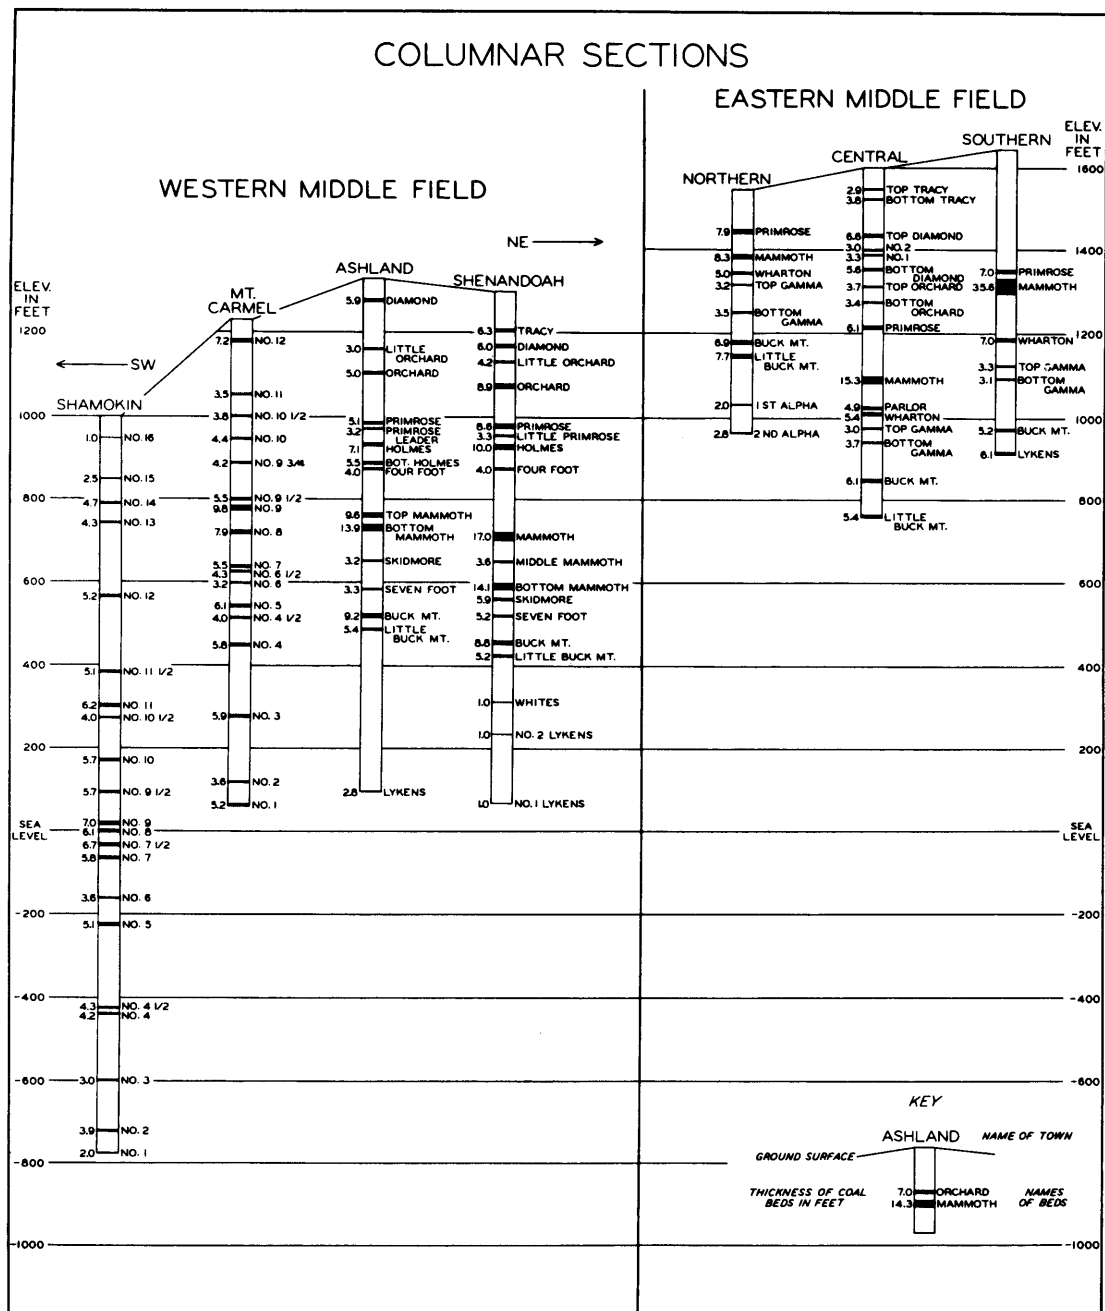 COLUMNAR SECTIONS
EASTERN MIDDLE FIELD
WESTERN MIDDLE FIELD
NE
SW
ELEV.
IN
FEET
1200
1000
800
600
400
200
SEA
LEVEL
-200
-400
-600
-800
-1000
SHAMOKIN
1.0 NO. 16
2.5 NO. 15
4.7 NO. 14
4.3 NO. 13
5.2 NO. 12
5.1 NO. 11 1/2
6.2 NO. 11
4.0 NO. 10 1/2
5.7 NO. 10
5.7 NO. 9 1/2
7.0 NO. 9
6.1 NO. 8
6.7 NO. 7 1/2
5.8 NO. 7
3.6 NO. 6
5.1 NO. 5
4.3 NO. 4 1/2
4.2 NO. 4
3.0 NO. 3
3.9 NO. 2
2.0 NO. 1
MT.
CARMEL
7.2 NO. 12
3.5 NO. 11
3.8 NO. 10 1/2
4.4 NO. 10
4.2 NO. 9 3/4
5.5 NO. 9 1/2
9.8 NO. 9
7.9 NO. 8
5.5 NO. 7
4.3 NO. 6 1/2
3.2 NO. 6
6.1 NO. 5
4.0 NO. 4 1/2
5.8 NO. 4
5.9 NO. 3
3.6 NO. 2
5.2 NO. 1
ASHLAND
5.9 DIAMOND
3.0 LITTLE
ORCHARD
5.0 ORCHARD
5.1 PRIMROSE
3.2 PRIMROSE
LEADER
7.1 HOLMES
5.5 BOT. HOLMES
4.0 FOUR FOOT
9.6 TOP MAMMOTH
13.9 BOTTOM
MAMMOTH
3.2 SKIDMORE
3.3 SEVEN FOOT
9.2 BUCK MT.
5.4 LITTLE
BUCK MT.
2.8 LYKENS
SHENANDOAH
6.3 TRACY
6.0 DIAMOND
4.2 LITTLE ORCHARD
8.9 ORCHARD
6.6 PRIMROSE
3.3 LITTLE PRIMROSE
10.0 HOLMES
4.0 FOUR FOOT
17.0 MAMMOTH
3.6 MIDDLE MAMMOTH
14.1 BOTTOM MAMMOTH
5.9 SKIDMORE
5.2 SEVEN FOOT
8.8 BUCK MT.
5.2 LITTLE BUCK MT.
1.0 WHITES
1.0 NO. 2 LYKENS
1.0 NO. 1 LYKENS
NORTHERN
7.9 PRIMROSE
8.3 MAMMOTH
5.0 WHARTON
3.2 TOP GAMMA
3.5 BOTTOM
GAMMA
6.9 BUCK MT.
7.7 LITTLE
BUCK MT.
2.0 1ST ALPHA
2.8 2ND ALPHA
CENTRAL
2.9 TOP TRACY
3.8 BOTTOM TRACY
6.6 TOP DIAMOND
3.0 NO. 2
3.3 NO. 1
5.6 BOTTOM
DIAMOND
3.7 TOP ORCHARD
3.4 BOTTOM
ORCHARD
6.1 PRIMROSE
15.3 MAMMOTH
4.9 PARLOR
5.4 WHARTON
3.0 TOP GAMMA
3.7 BOTTOM
GAMMA
6.1 BUCK MT.
5.4 LITTLE
BUCK MT.
SOUTHERN
7.0 PRIMROSE
35.6 MAMMOTH
7.0 WHARTON
3.3 TOP GAMMA
3.1 BOTTOM
GAMMA
5.2 BUCK MT.
6.1 LYKENS
ELEV.
IN
FEET
1600
1400
1200
1000
800
600
400
200
SEA
LEVEL
-200
-400
-600
-1000
KEY
ASHLAND NAME OF TOWN
GROUND SURFACE
THICKNESS OF COAL
BEDS IN FEET
7.0 ORCHARD
14.3 MAMMOTH
NAMES
OF BEDS